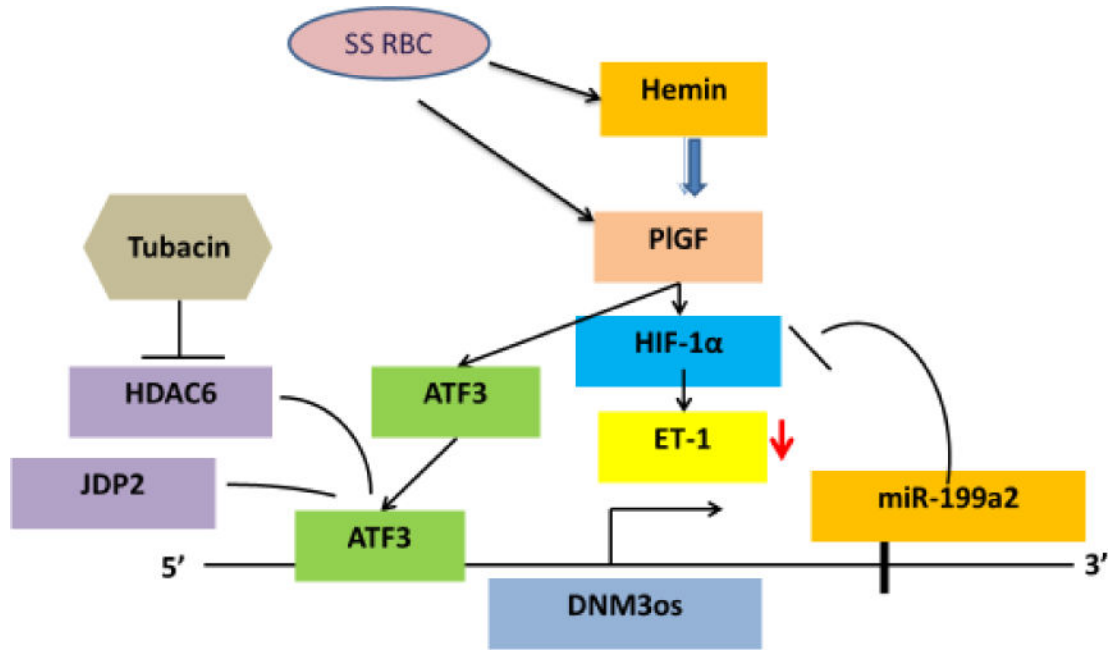 SS RBC
Hemin
PlGF
Tubacin
HIF-1α
HDAC6
ATF3
ET-1
JDP2
miR-199a2
ATF3
5’
3’
DNM3os